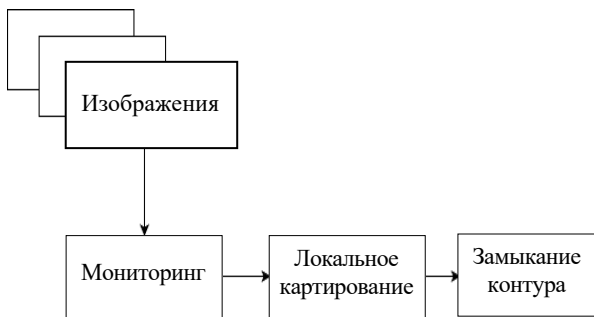 Изображения
Мониторинг
Локальное
картирование
Замыкание
контура